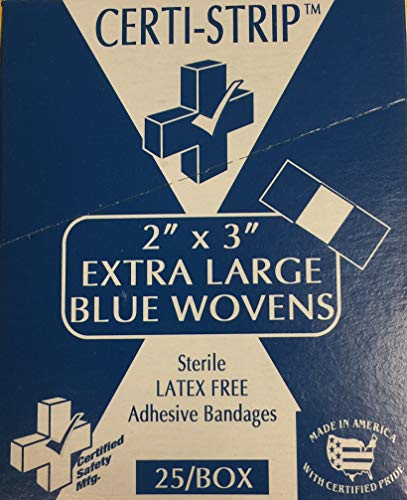 CERTI-STRIP™
2" x 3"
EXTRA LARGE
BLUE WOVENS
Sterile
LATEX FREE
Adhesive Bandages
Certified
Safety
Mfg.
25/BOX
MADE IN AMERICA
WITH CERTIFIED PRIDE